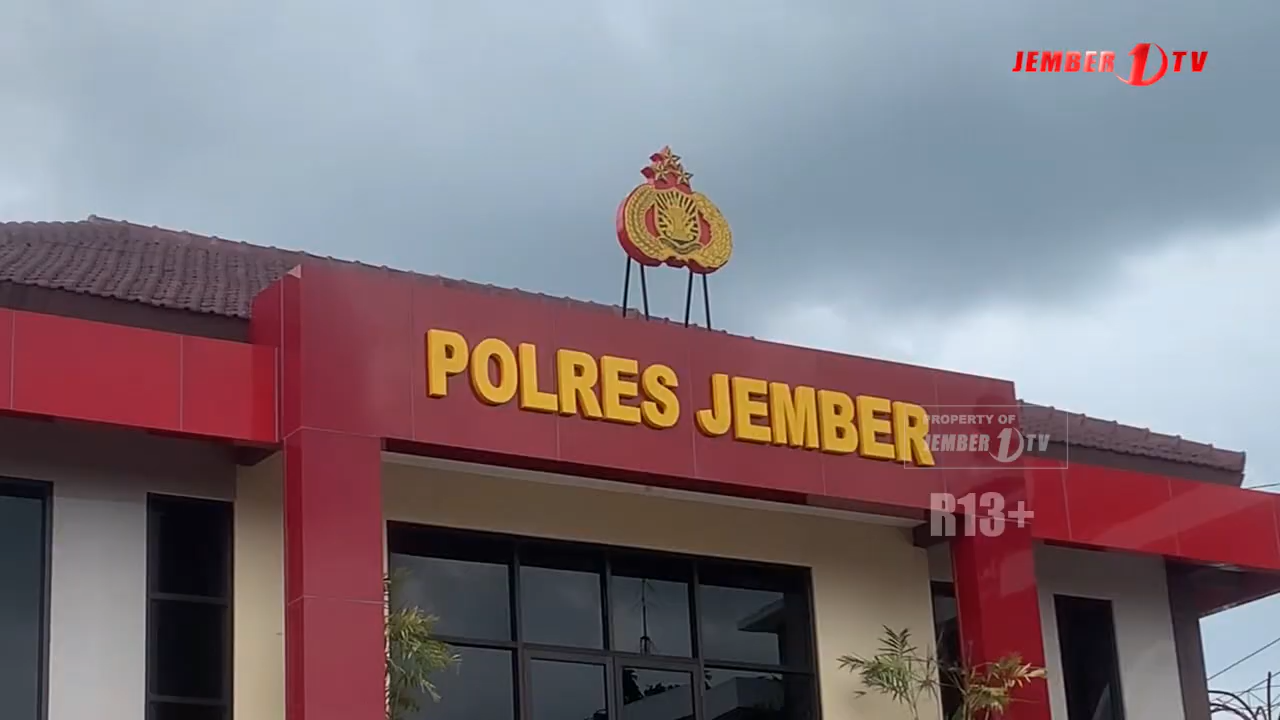 JEMBER 1 TV
POLRES JEMBER
PROPERTY OF
JEMBER 1 TV
R13+